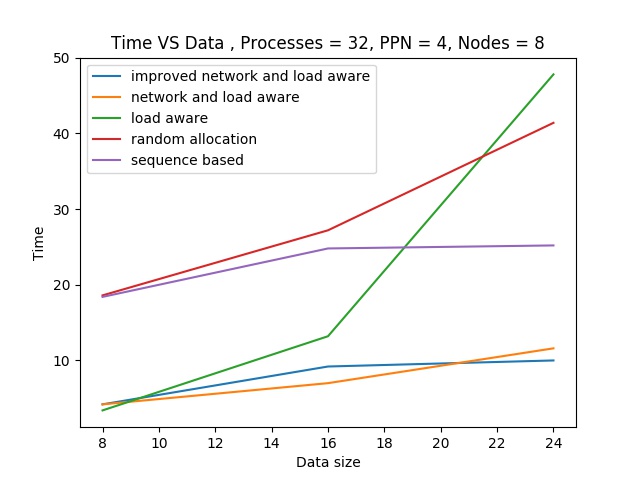 Time VS Data , Processes = 32, PPN = 4, Nodes = 8
improved network and load aware
network and load aware
load aware
random allocation
sequence based
50
40
30
20
10
Time
8 10 12 14 16 18 20 22 24
Data size